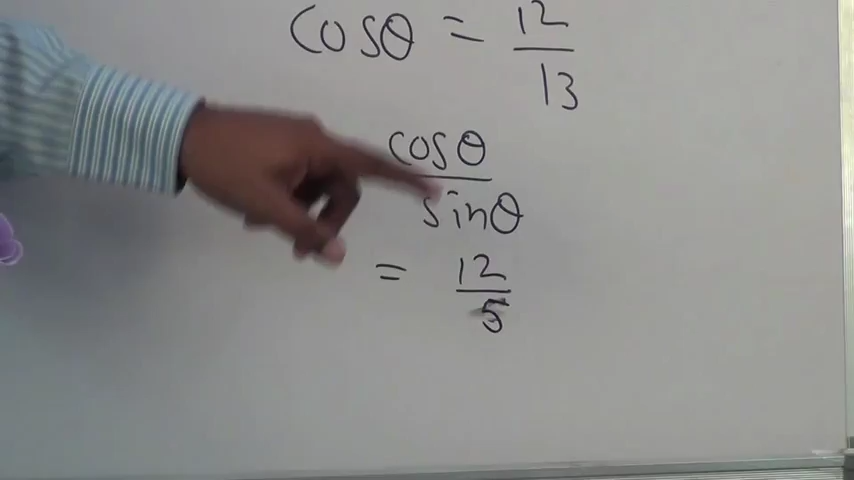 cosθ = 12/13
cosθ/sinθ
= 12/5